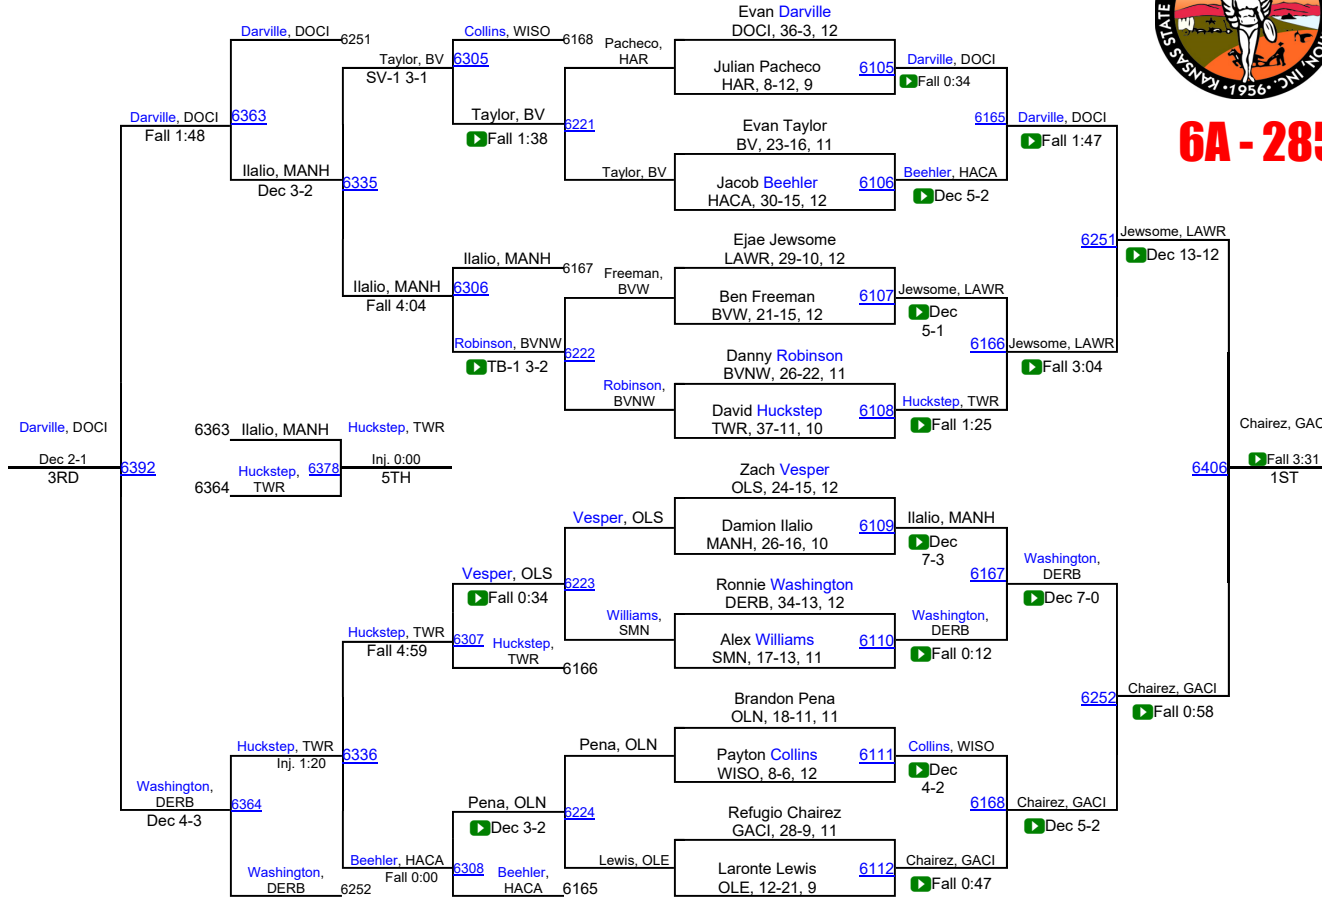 Evan Darville
DOCI, 36-3, 12
Darville, DOCI
6251
Collins, WISO
6168
Pacheco,
HAR
Taylor, BV
6305
SV-1 3-1
Julian Pacheco
HAR, 8-12, 9
6105
Darville, DOCI
Fall 0:34
KANSAS STATE
ION, INC.
•1956•
Darville, DOCI
6363
Fall 1:48
Taylor, BV
Fall 1:38
6221
Evan Taylor
BV, 23-16, 11
6165
Darville, DOCI
Fall 1:47
6A - 285
Ilalio, MANH
Dec 3-2
6335
Taylor, BV
Jacob Beehler
HACA, 30-15, 12
6106
Beehler, HACA
Dec 5-2
Ejae Jewsome
LAWR, 29-10, 12
6251
Jewsome, LAWR
Dec 13-12
Ilalio, MANH
6167
Freeman,
BVW
Ilalio, MANH
6306
Fall 4:04
Ben Freeman
BVW, 21-15, 12
6107
Jewsome, LAWR
Dec
5-1
Robinson, BVNW
TB-1 3-2
6222
Danny Robinson
BVNW, 26-22, 11
6166
Jewsome, LAWR
Fall 3:04
Robinson,
BVNW
David Huckstep
TWR, 37-11, 10
6108
Huckstep, TWR
Fall 1:25
Darville, DOCI
Dec 2-1
3RD
6392
6363
Ilalio, MANH
Huckstep, TWR
Huckstep,
TWR
6378
Inj. 0:00
5TH
6364
Chairez, GAC
6406
Fall 3:31
1ST
Zach Vesper
OLS, 24-15, 12
Vesper, OLS
Damion Ilalio
MANH, 26-16, 10
6109
Ilalio, MANH
Dec
7-3
Vesper, OLS
Fall 0:34
6223
Ronnie Washington
DERB, 34-13, 12
6167
Washington,
DERB
Dec 7-0
Huckstep, TWR
Fall 4:59
6307
Huckstep,
TWR
6166
Williams,
SMN
Alex Williams
SMN, 17-13, 11
6110
Washington,
DERB
Fall 0:12
Brandon Pena
OLN, 18-11, 11
6252
Chairez, GACI
Fall 0:58
Huckstep, TWR
Inj. 1:20
6336
Pena, OLN
Payton Collins
WISO, 8-6, 12
6111
Collins, WISO
Dec
4-2
Washington,
DERB
Dec 4-3
6364
Pena, OLN
Dec 3-2
6224
Refugio Chairez
GACI, 28-9, 11
6168
Chairez, GACI
Dec 5-2
Washington,
DERB
6252
Beehler, HACA
Fall 0:00
6308
Beehler,
HACA
6165
Lewis, OLE
Laronte Lewis
OLE, 12-21, 9
6112
Chairez, GACI
Fall 0:47